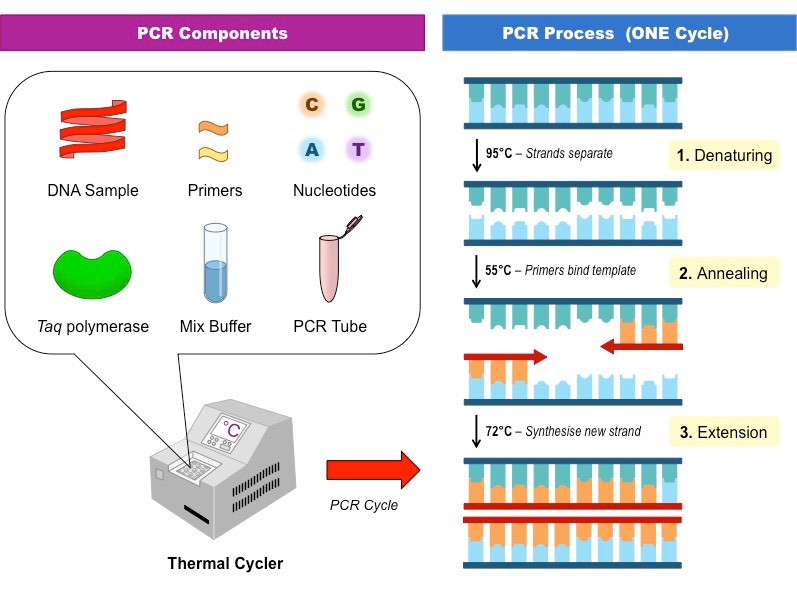 PCR Components
PCR Process (ONE Cycle)
C G
A T
DNA Sample
Primers
Nucleotides
Taq polymerase
Mix Buffer
PCR Tube
°C
Thermal Cycler
PCR Cycle
95°C – Strands separate
1. Denaturing
55°C – Primers bind template
2. Annealing
72°C – Synthesise new strand
3. Extension